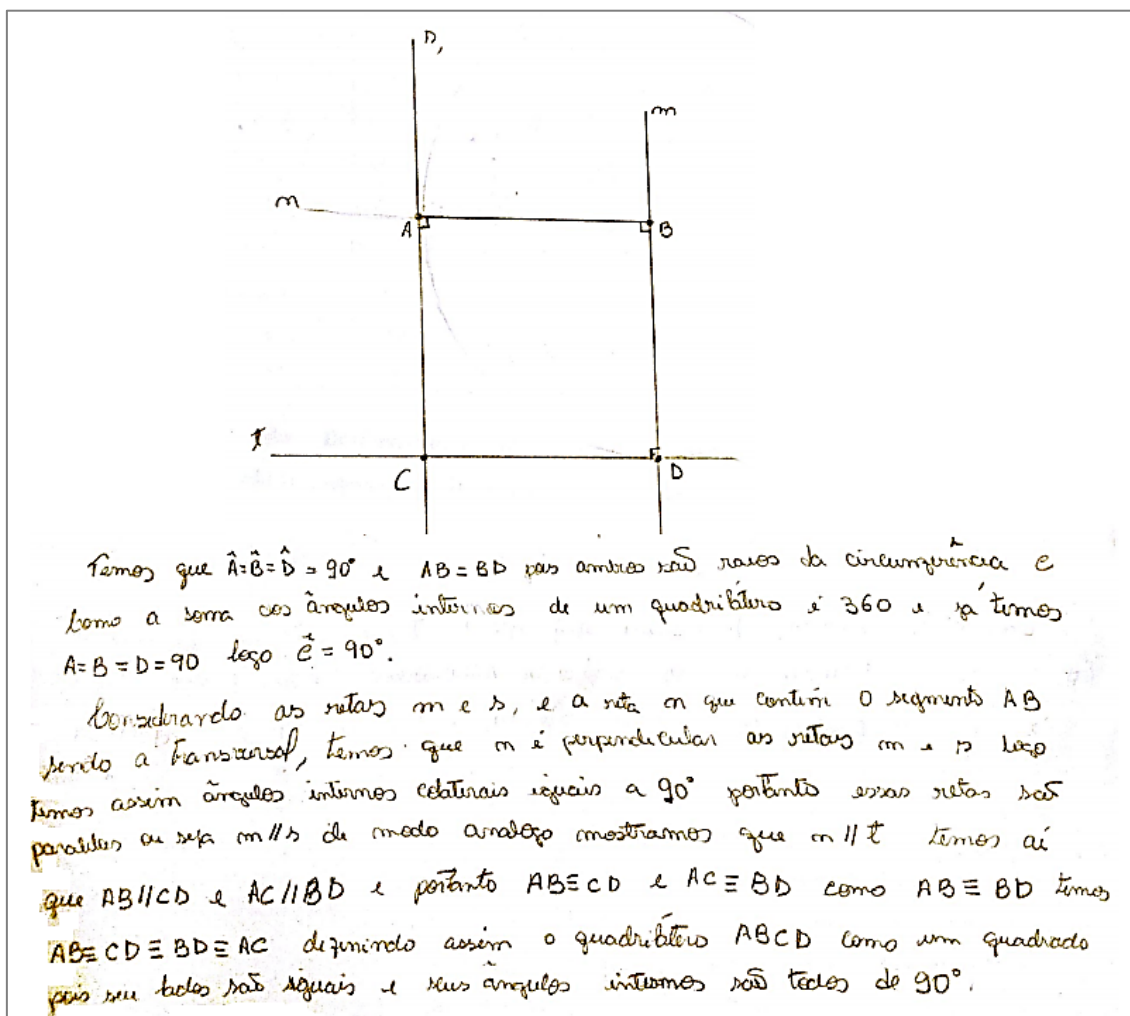 s,
m
n
A
B
t
C
D
Temos que Â=B̂=D̂ = 90° e AB = BD pois ambos são raios da circunferência e
como a soma dos ângulos internos de um quadrilátero é 360 e já temos
A=B=D=90 logo Ĉ = 90°.
Considerando as retas m e s, e a reta n que contém o segmento AB
sendo a transversal, temos que n é perpendicular as retas m e s logo
temos assim ângulos internos colaterais iguais a 90° portanto essas retas são
paralelas ou seja m//s de modo analogo mostramos que n//t temos aí
que AB//CD e AC//BD e portanto AB≡CD e AC≡BD como AB≡BD temos
AB≡CD≡BD≡AC definindo assim o quadrilátero ABCD como um quadrado
pois seu lados são iguais e seus ângulos internos são todos de 90°.